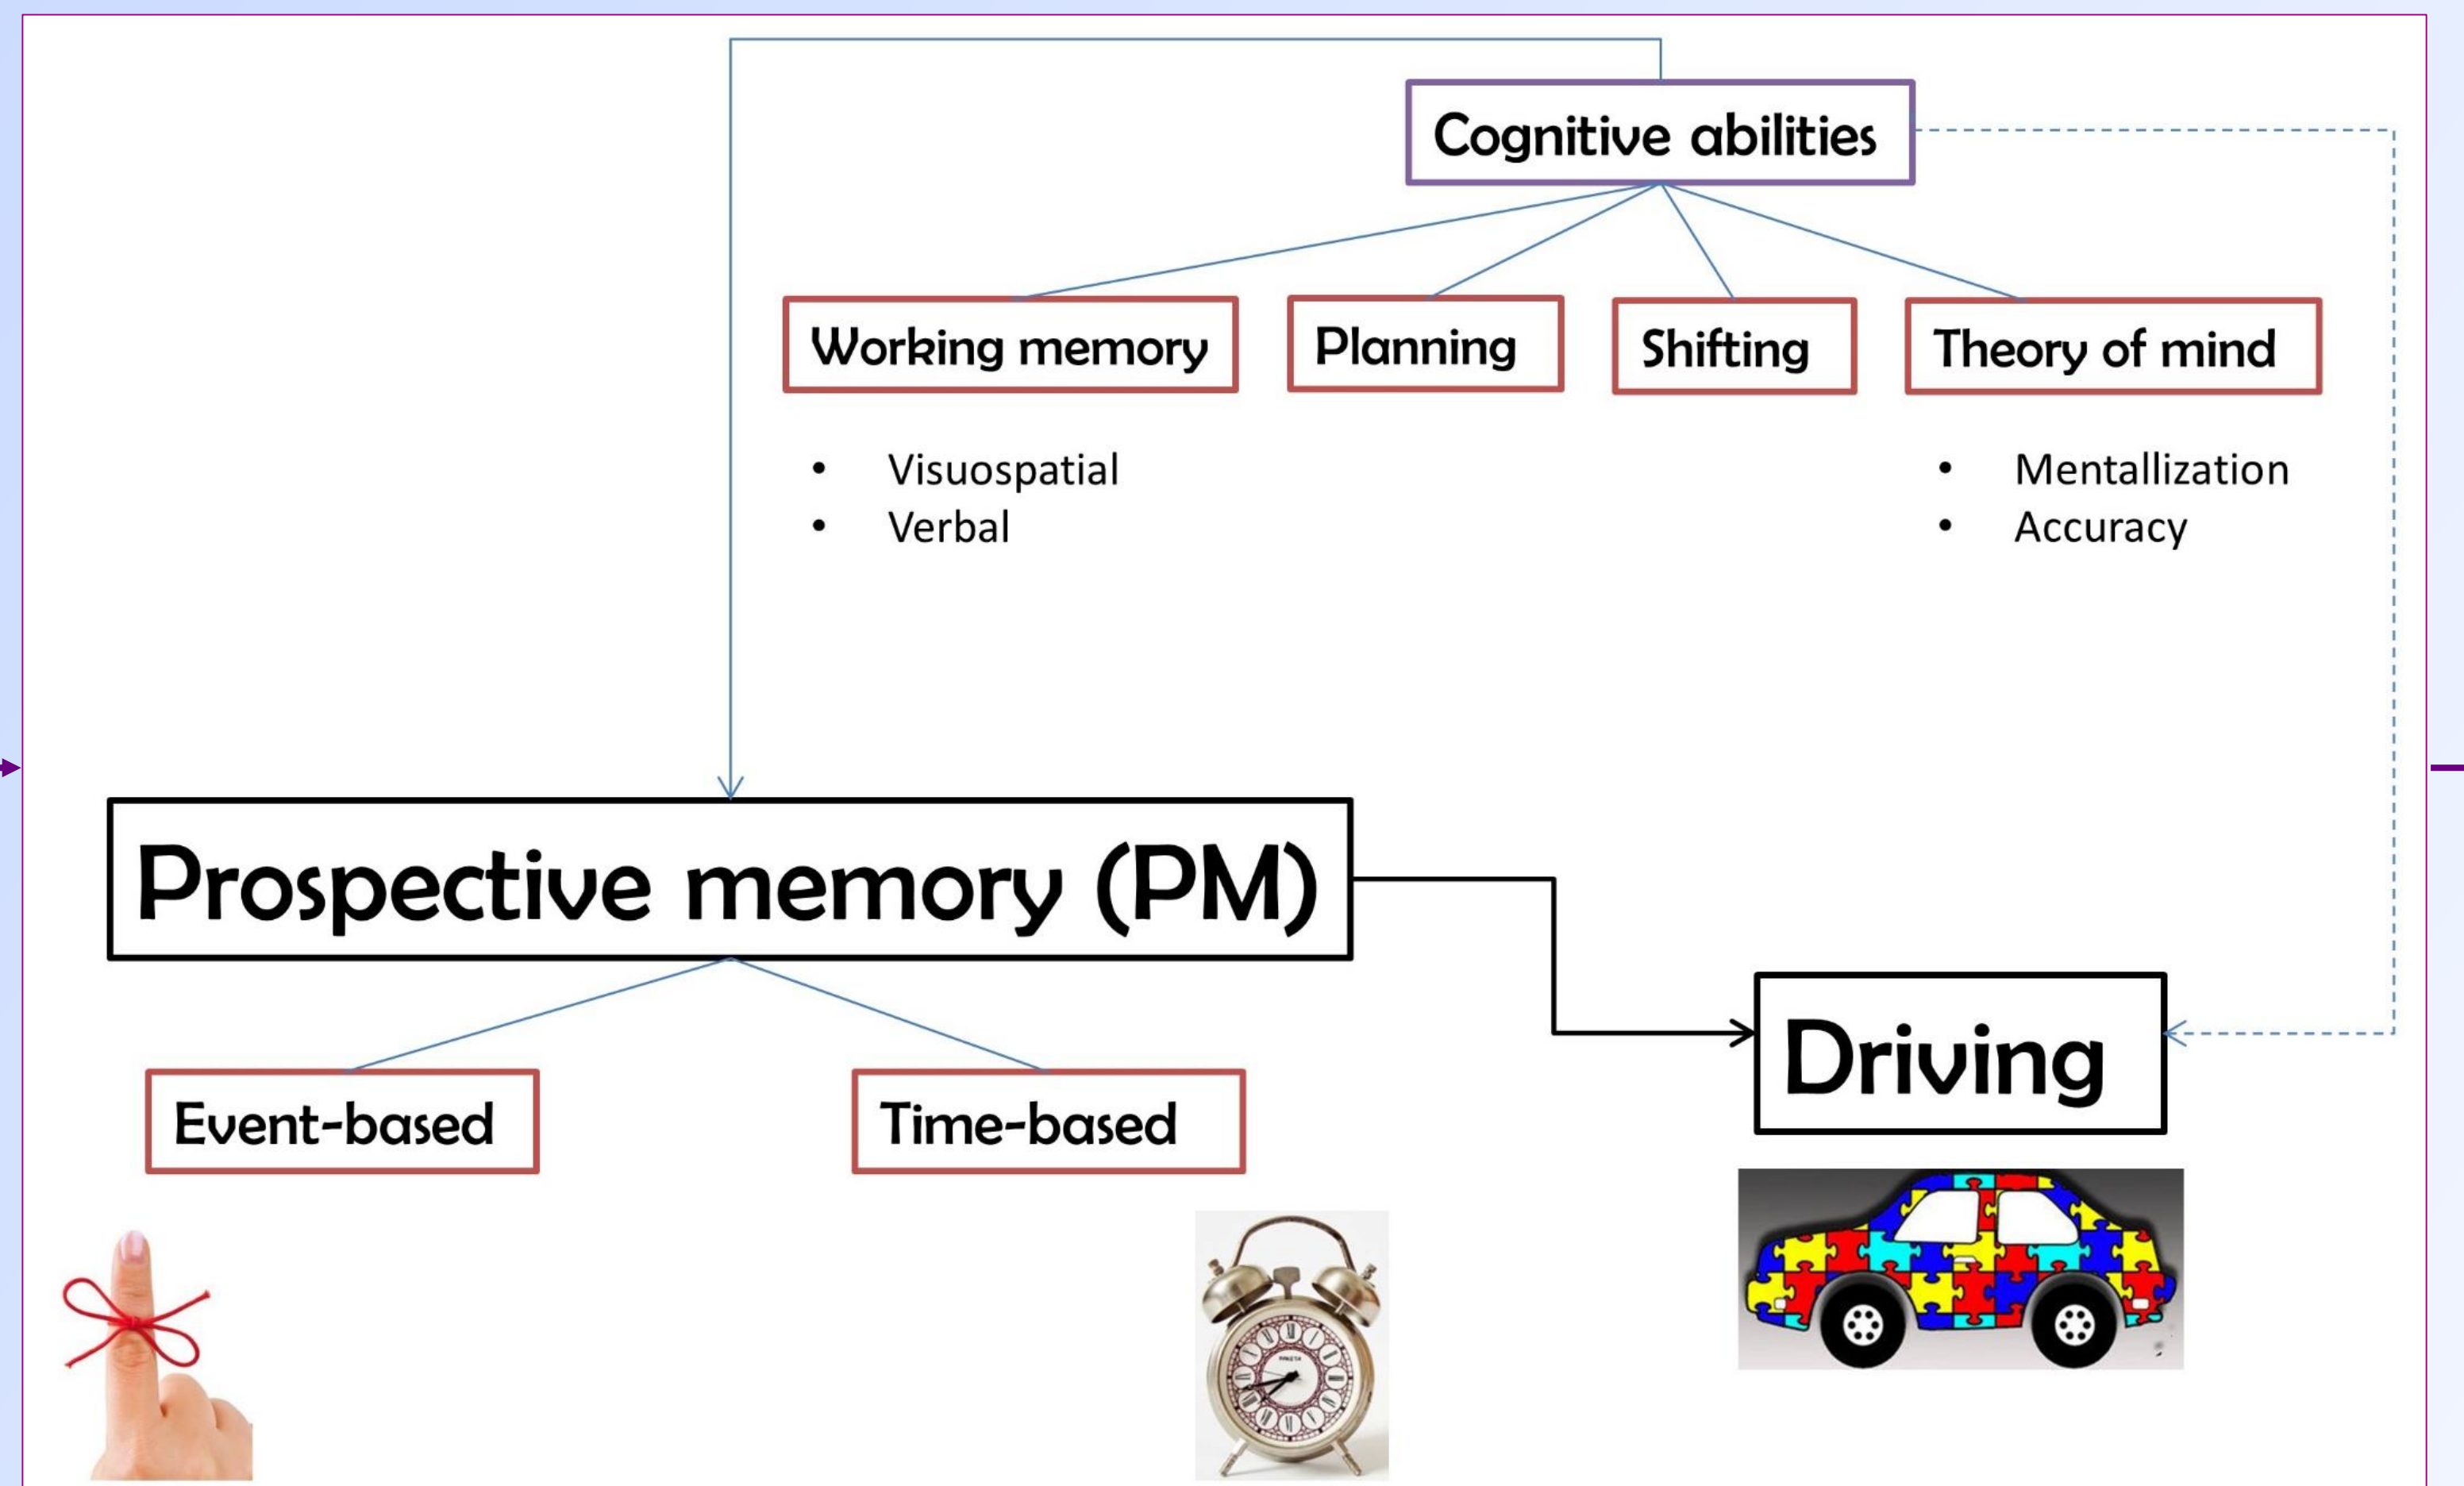 Cognitive abilities
Working memory
Planning
Shifting
Theory of mind
• Visuospatial
• Verbal
• Mentallization
• Accuracy
Prospective memory (PM)
Driving
Event-based
Time-based